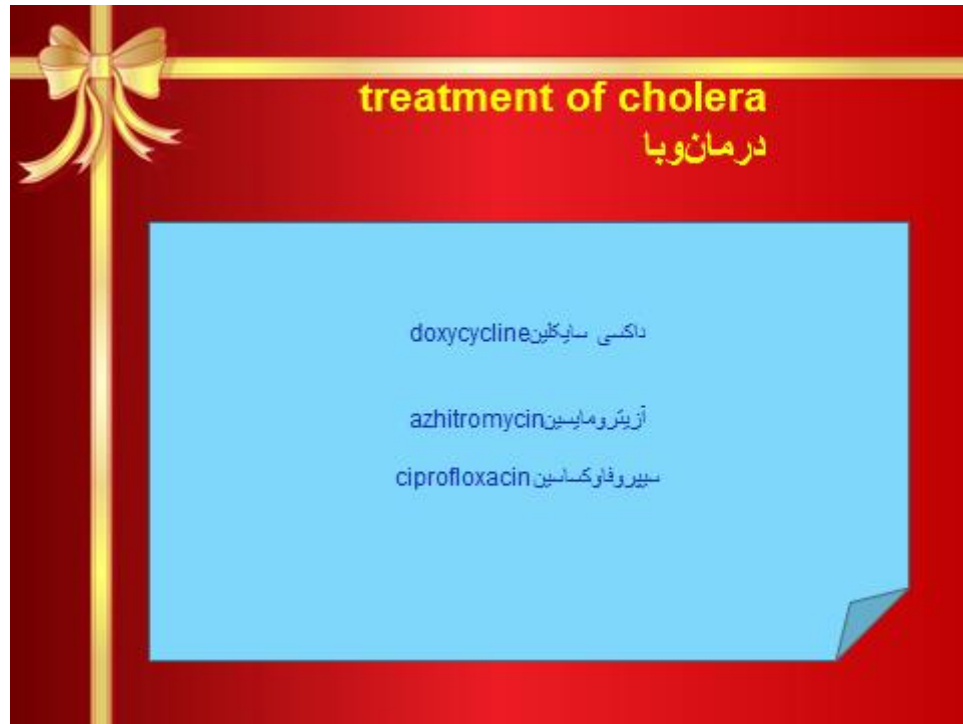 treatment of cholera
درمان‌وبا
داکسی سایکلینdoxycycline
آزیترومایسینazhitromycin
سیپروفاوکساسینciprofloxacin